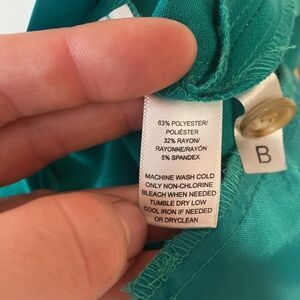 63% POLYESTER/
POLIÉSTER
32% RAYON/
RAYONNE/RAYÓN
5% SPANDEX
MACHINE WASH COLD
ONLY NON-CHLORINE
BLEACH WHEN NEEDED
TUMBLE DRY LOW
COOL IRON IF NEEDED
OR DRYCLEAN
B